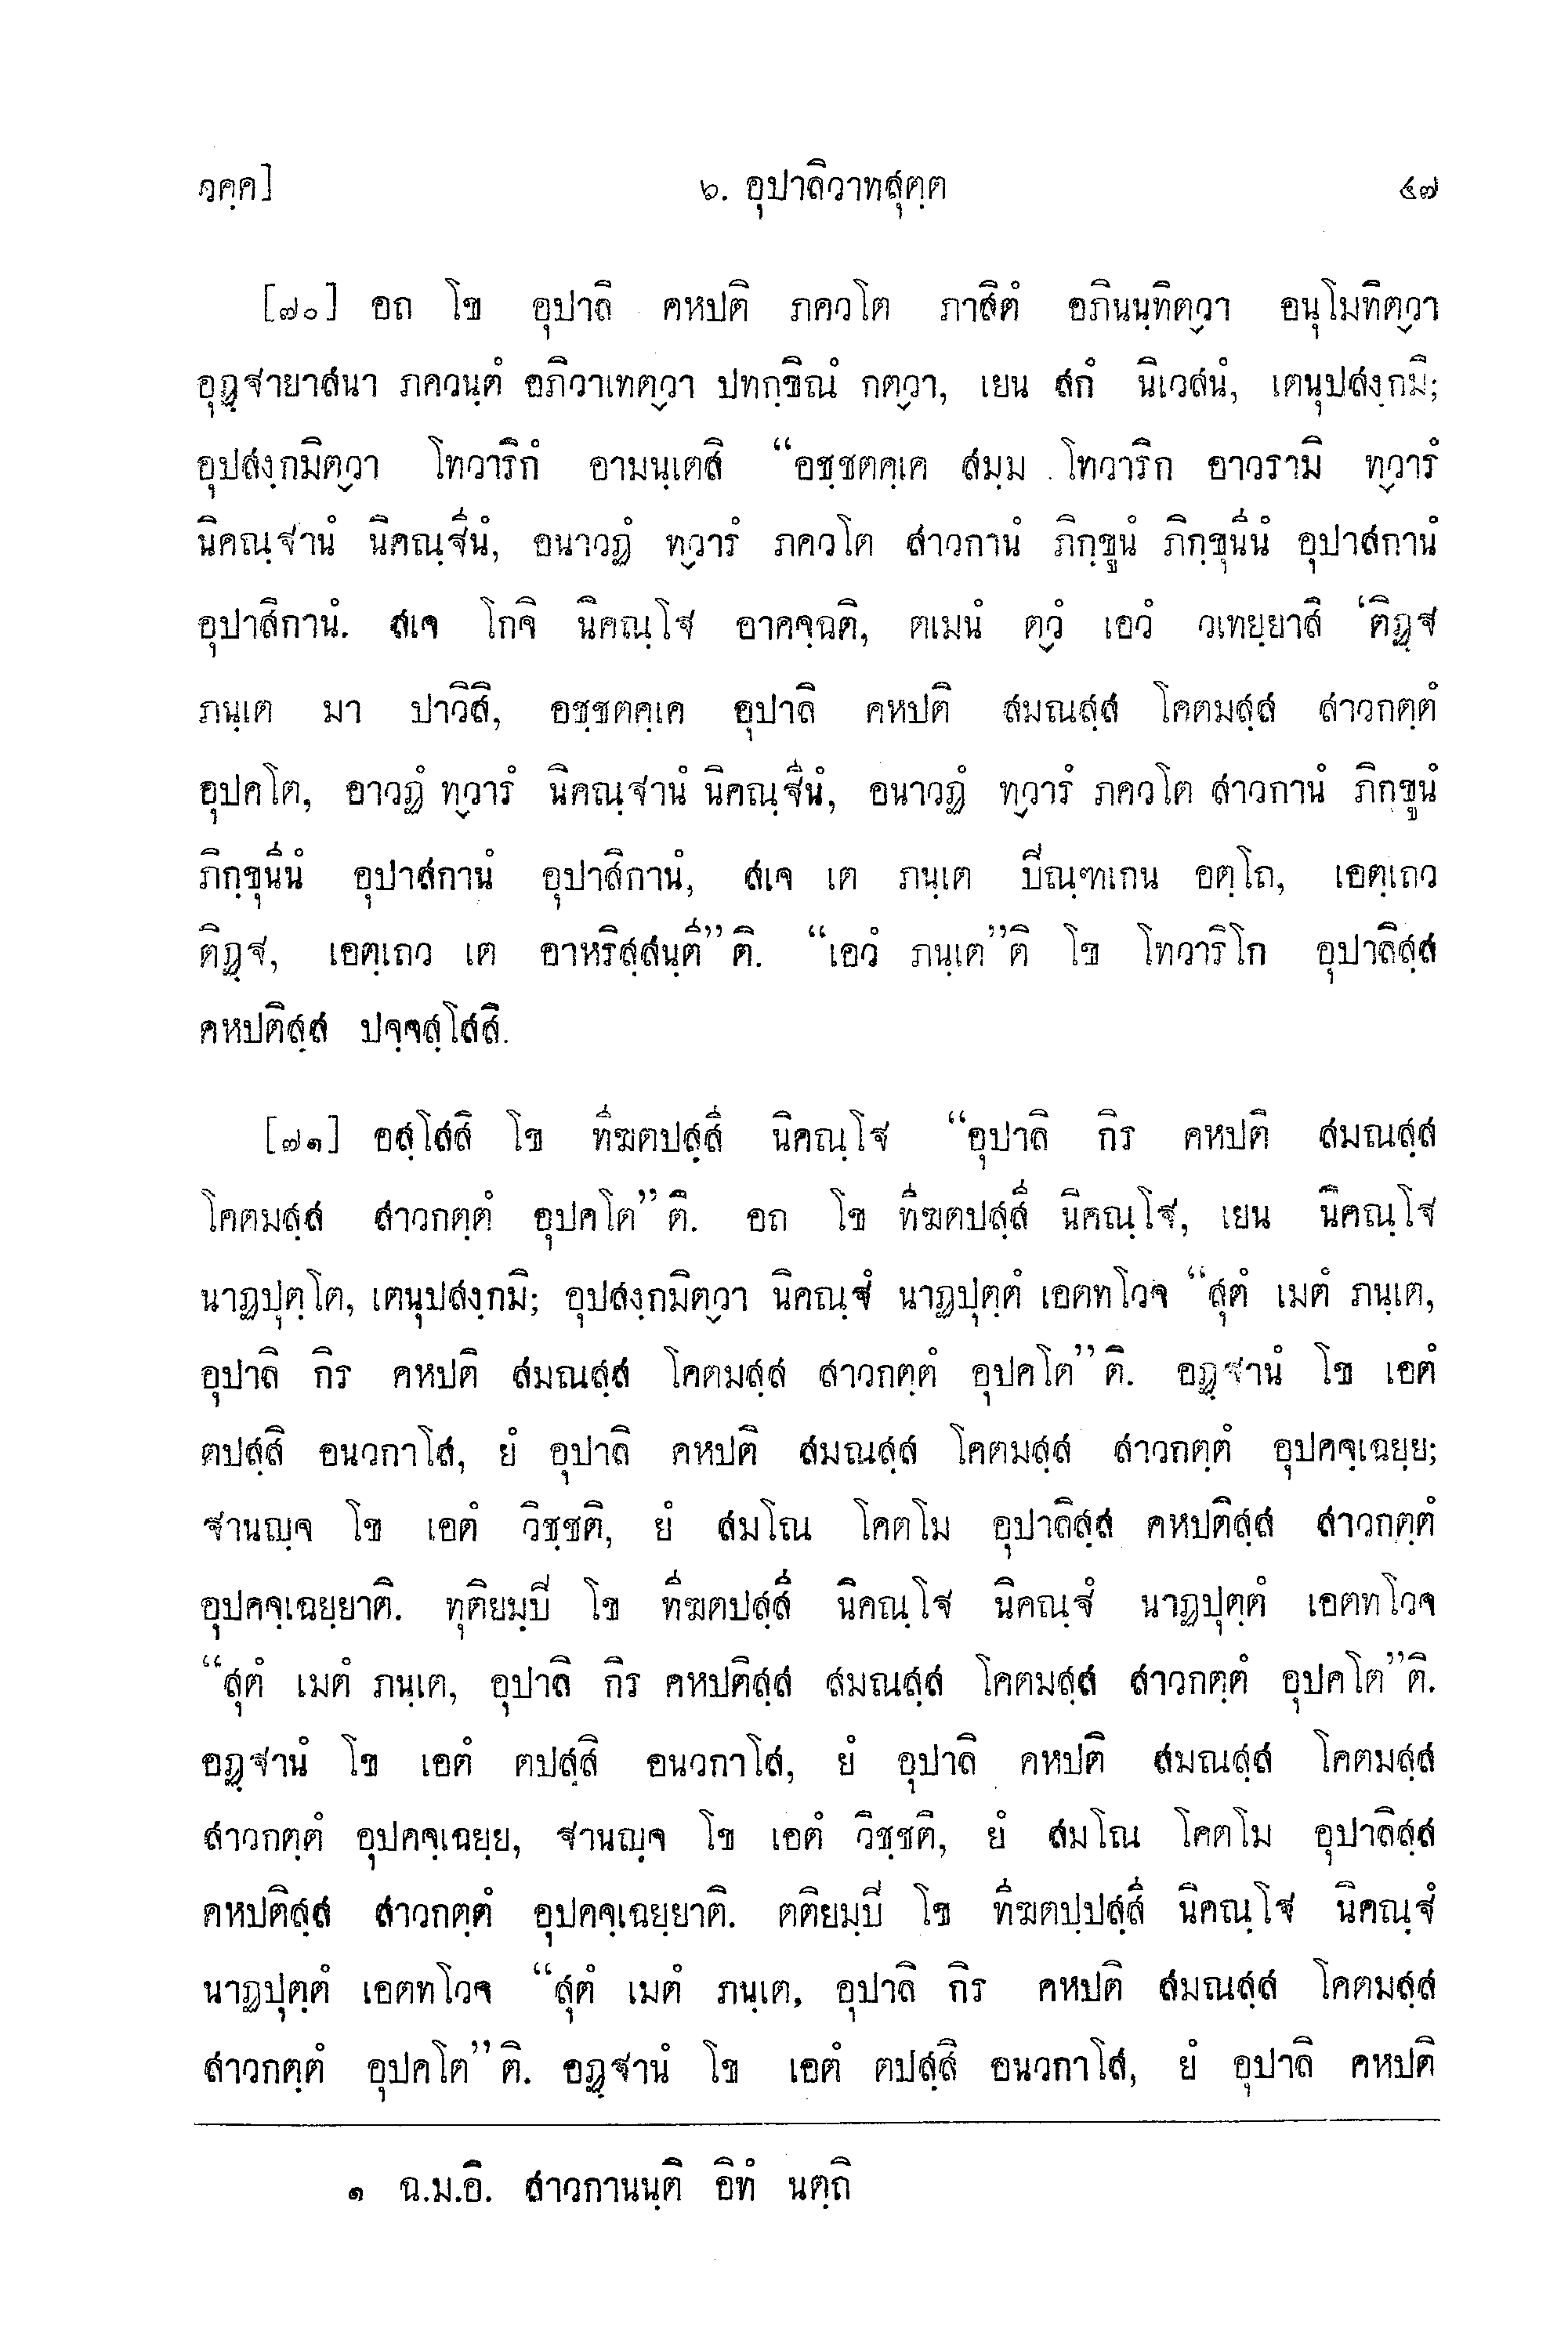 วคฺค]	๖. อุปาลิวาทสุตฺต	๔๗
[๗๐] อถ โข อุปาลิ คหปติ ภควโต ภาสิตํ อภินนฺทิตฺวา อนุโมทิตฺวา
อุฏฺฐายาสนา ภควนฺตํ อภิวาเทตฺวา ปทกฺขิณํ กตฺวา, เยน สกํ นิเวสนํ, เตนุปสงฺกมิ;
อุปสงฺกมิตฺวา โทวาริกํ อามนฺเตสิ “อชฺชตคฺเค สมฺม โทวาริก อาวรามิ ทฺวารํ
นิคณฺฐานํ นิคณฺฐีนํ, อนาวฏํ ทฺวารํ ภควโต สาวกานํ ภิกฺขูนํ ภิกฺขุนีนํ อุปาสกานํ
อุปาสิกานํ. สเจ โกจิ นิคณฺโฐ อาคจฺฉติ, ตเมนํ ตฺวํ เอวํ วเทยฺยาสิ ‘ติฏฺฐ
ภนฺเต มา ปาวิสิ, อชฺชตคฺเค อุปาลิ คหปติ สมณสฺส โคตมสฺส สาวกตฺตํ
อุปคโต, อาวฏํ ทฺวารํ นิคณฺฐานํ นิคณฺฐีนํ, อนาวฏํ ทฺวารํ ภควโต สาวกานํ ภิกฺขูนํ
ภิกฺขุนีนํ อุปาสกานํ อุปาสิกานํ, สเจ เต ภนฺเต ปิณฺฑเกน อตฺโถ, เอตฺเถว
ติฏฺฐ, เอตฺเถว เต อาหริสฺสนฺตี”ติ. “เอวํ ภนฺเต”ติ โข โทวาริโก อุปาลิสฺส
คหปติสฺส ปจฺจสฺโสสิ.
[๗๑] อสฺโสสิ โข ทีฆตปสฺสี นิคณฺโฐ “อุปาลิ กิร คหปติ สมณสฺส
โคตมสฺส สาวกตฺตํ อุปคโต”ติ. อถ โข ทีฆตปสฺสี นิคณฺโฐ, เยน นิคณฺโฐ
นาฏปุตฺโต, เตนุปสงฺกมิ; อุปสงฺกมิตฺวา นิคณฺฐํ นาฏปุตฺตํ เอตทโวจ “สุตํ เมตํ ภนฺเต,
อุปาลิ กิร คหปติ สมณสฺส โคตมสฺส สาวกตฺตํ อุปคโต”ติ. อฏฺฐานํ โข เอตํ
ตปสฺสิ อนวกาโส, ยํ อุปาลิ คหปติ สมณสฺส โคตมสฺส สาวกตฺตํ อุปคจฺเฉยฺย;
ฐานญฺจ โข เอตํ วิชฺชติ, ยํ สมโณ โคตโม อุปาลิสฺส คหปติสฺส สาวกตฺตํ
อุปคจฺเฉยฺยาติ. ทุติยมฺปิ โข ทีฆตปสฺสี นิคณฺโฐ นิคณฺฐํ นาฏปุตฺตํ เอตทโวจ
“สุตํ เมตํ ภนฺเต, อุปาลิ กิร คหปติสฺส สมณสฺส โคตมสฺส สาวกตฺตํ อุปคโต”ติ.
อฏฺฐานํ โข เอตํ ตปสฺสิ อนวกาโส, ยํ อุปาลิ คหปติ สมณสฺส โคตมสฺส
สาวกตฺตํ อุปคจฺเฉยฺย, ฐานญฺจ โข เอตํ วิชฺชติ, ยํ สมโณ โคตโม อุปาลิสฺส
คหปติสฺส สาวกตฺตํ อุปคจฺเฉยฺยาติ. ตติยมฺปิ โข ทีฆตปฺปสฺสี นิคณฺโฐ นิคณฺฐํ
นาฏปุตฺตํ เอตทโวจ “สุตํ เมตํ ภนฺเต, อุปาลิ กิร คหปติ สมณสฺส โคตมสฺส
สาวกตฺตํ อุปคโต”ติ. อฏฺฐานํ โข เอตํ ตปสฺสิ อนวกาโส, ยํ อุปาลิ คหปติ
๑ ฉ.ม.อิ. สาวกานนฺติ อิทํ นตฺถิ